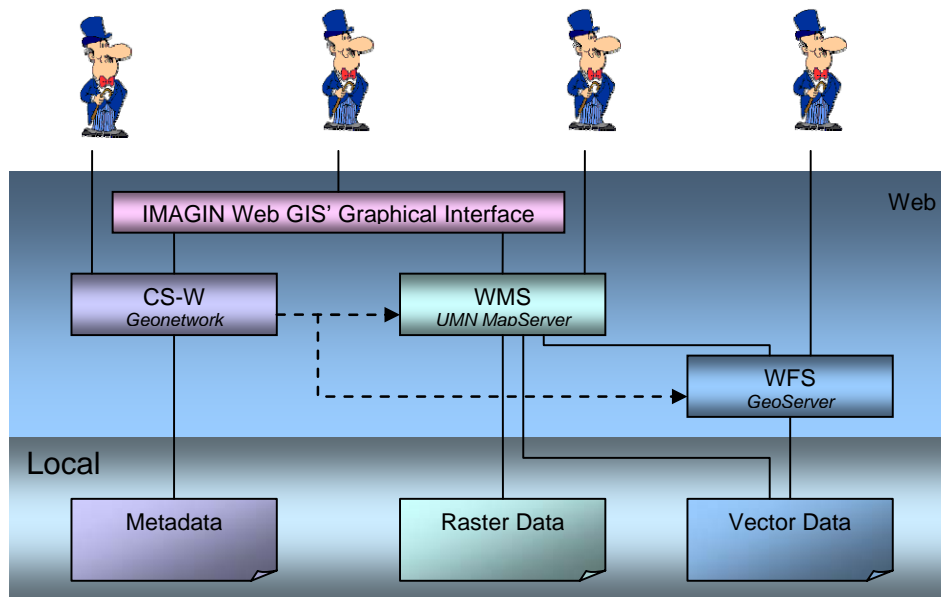 Web
IMAGIN Web GIS’ Graphical Interface
CS-W
Geonetwork
WMS
UMN MapServer
WFS
GeoServer
Local
Metadata
Raster Data
Vector Data